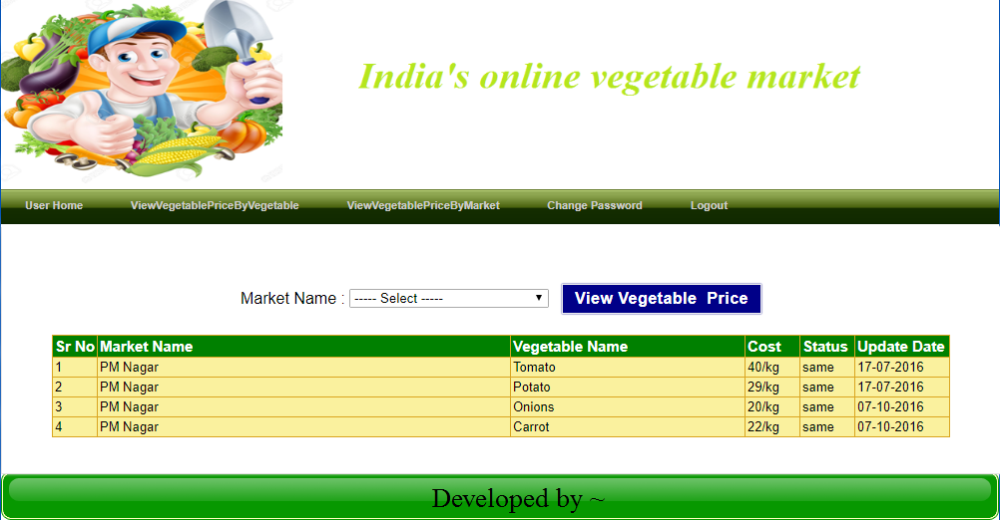 India's online vegetable market
User Home ViewVegetablePriceByVegetable ViewVegetablePriceByMarket Change Password Logout
Market Name : ----- Select ----- View Vegetable Price
Sr No Market Name Vegetable Name Cost Status Update Date
1 PM Nagar Tomato 40/kg same 17-07-2016
2 PM Nagar Potato 29/kg same 17-07-2016
3 PM Nagar Onions 20/kg same 07-10-2016
4 PM Nagar Carrot 22/kg same 07-10-2016
Developed by ~